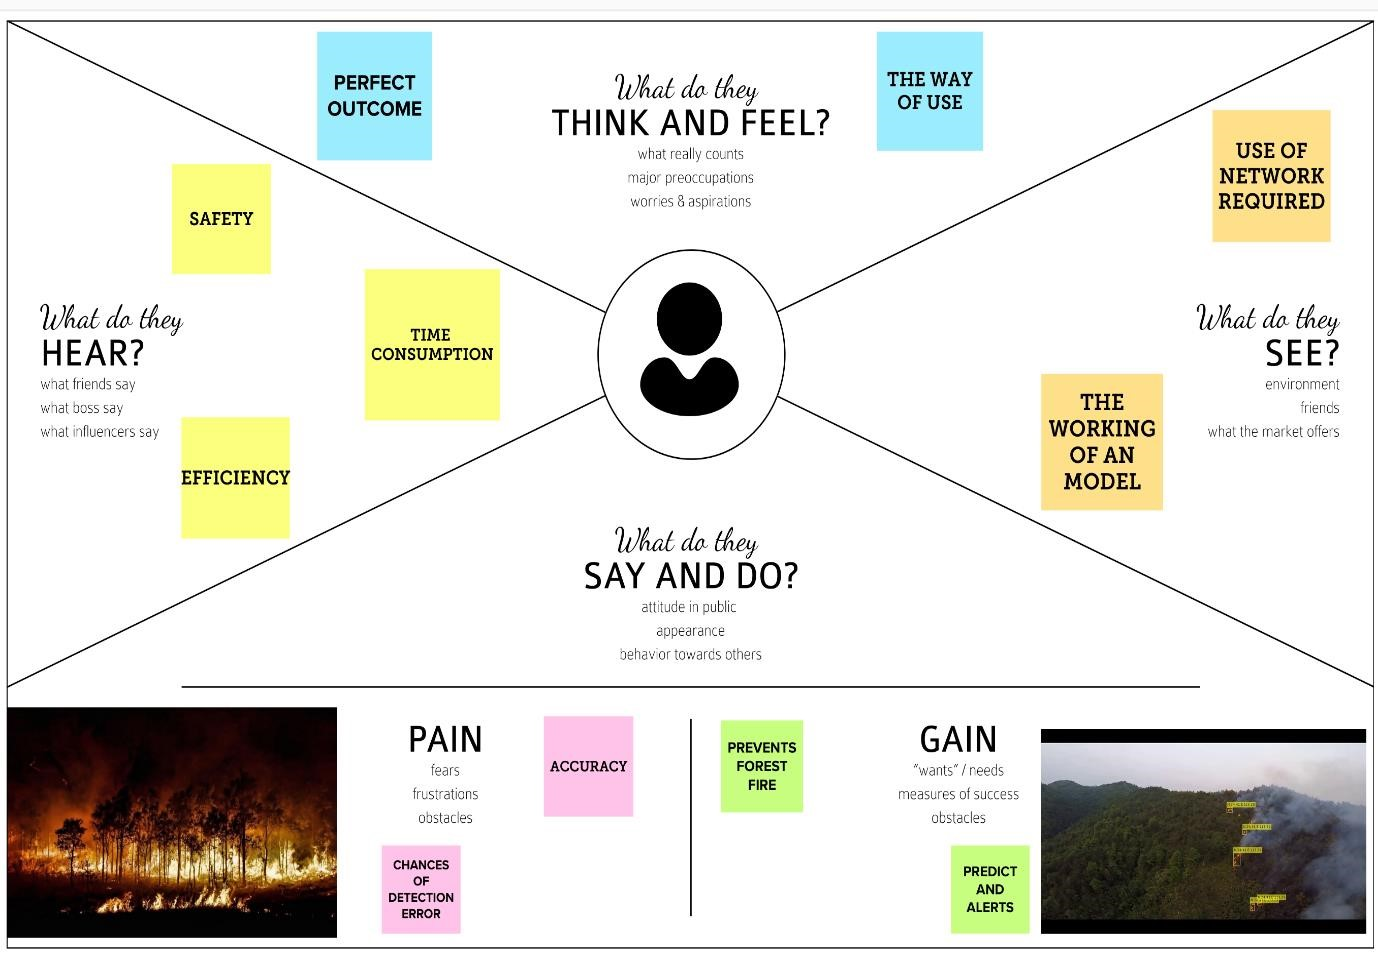 PERFECT
OUTCOME
What do they
THINK AND FEEL?
what really counts
major preoccupations
worries & aspirations
THE WAY
OF USE
SAFETY
TIME
CONSUMPTION
What do they
HEAR?
what friends say
what boss say
what influencers say
EFFICIENCY
USE OF
NETWORK
REQUIRED
What do they
SEE?
environment
friends
what the market offers
THE
WORKING
OF AN
MODEL
What do they
SAY AND DO?
attitude in public
appearance
behavior towards others
PAIN
fears
frustrations
obstacles
ACCURACY
CHANCES
OF
DETECTION
ERROR
PREVENTS
FOREST
FIRE
GAIN
“wants” / needs
measures of success
obstacles
PREDICT
AND
ALERTS